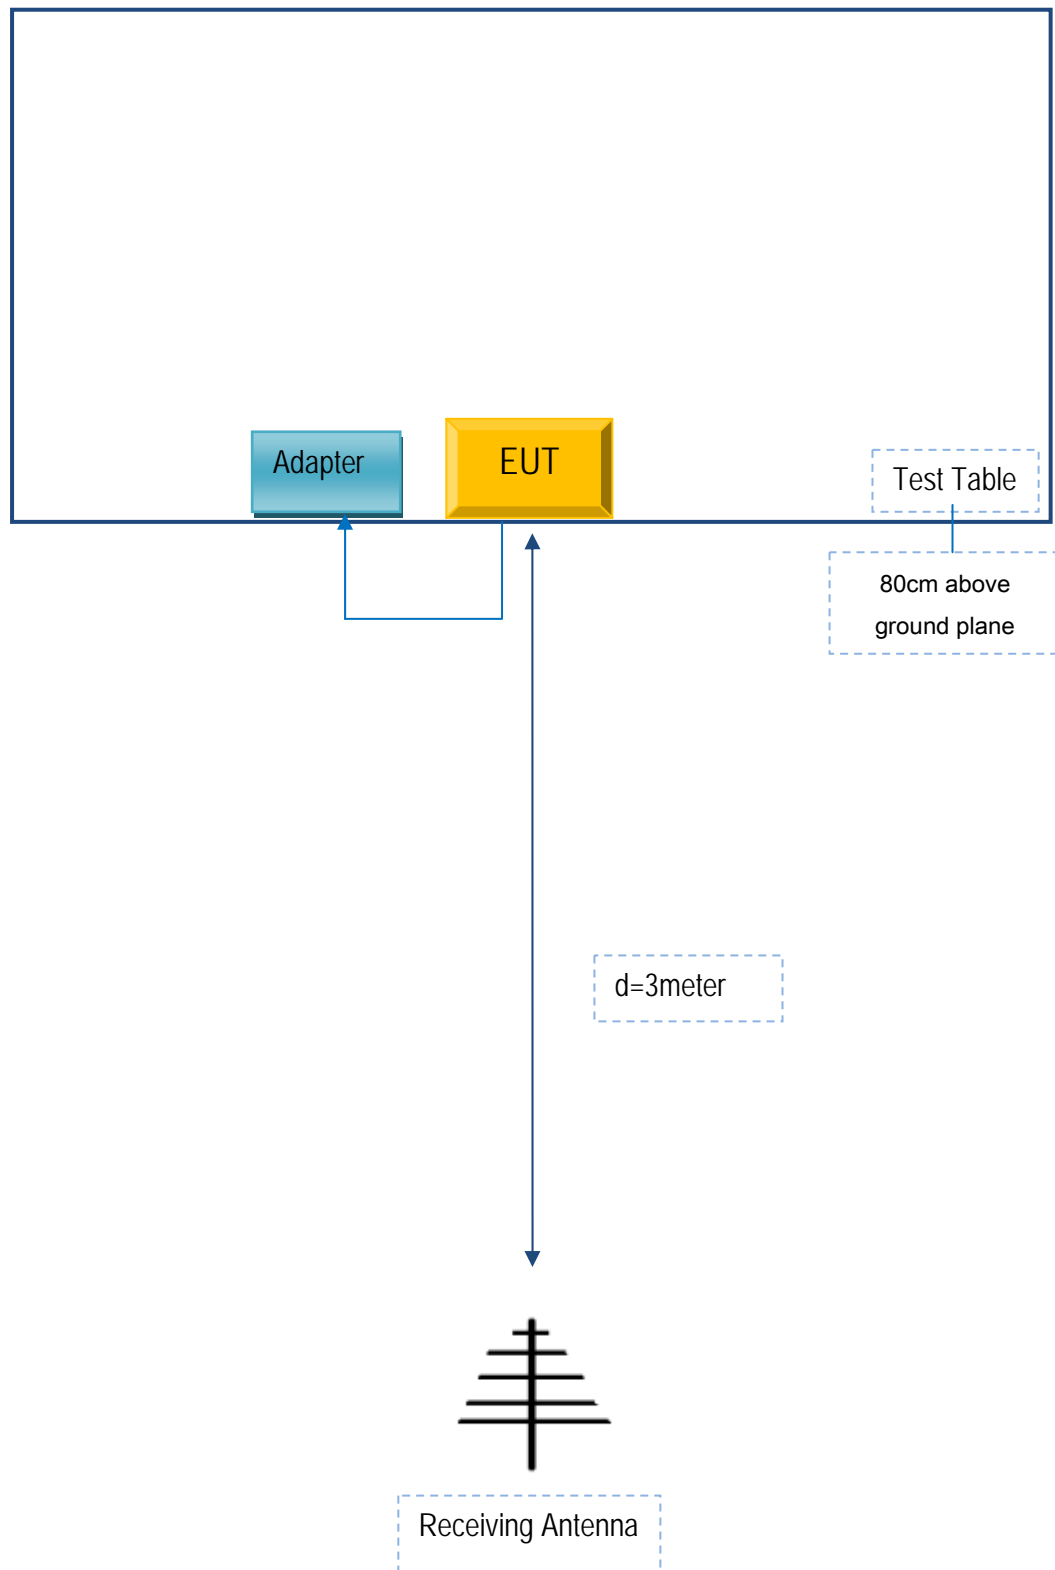 Adapter
EUT
Test Table
80cm above
ground plane
d=3meter
Receiving Antenna